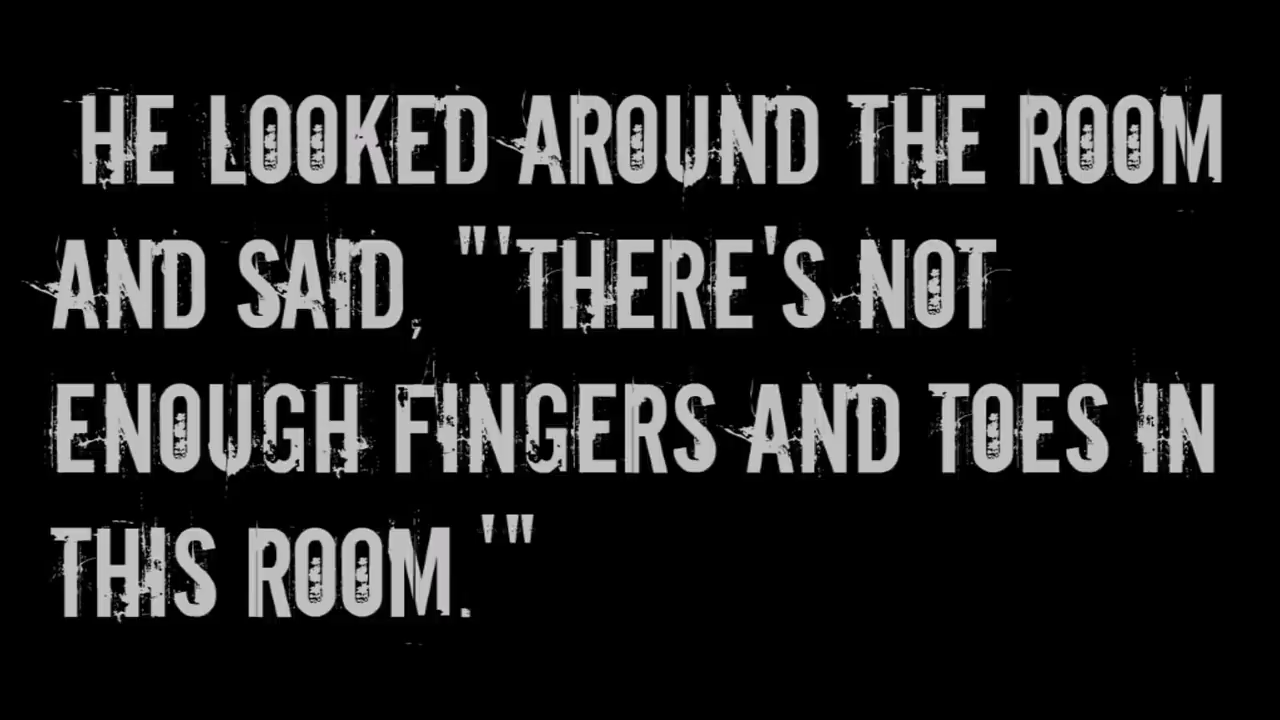 HE LOOKED AROUND THE ROOM
AND SAID, "'THERE'S NOT
ENOUGH FINGERS AND TOES IN
THIS ROOM.'"